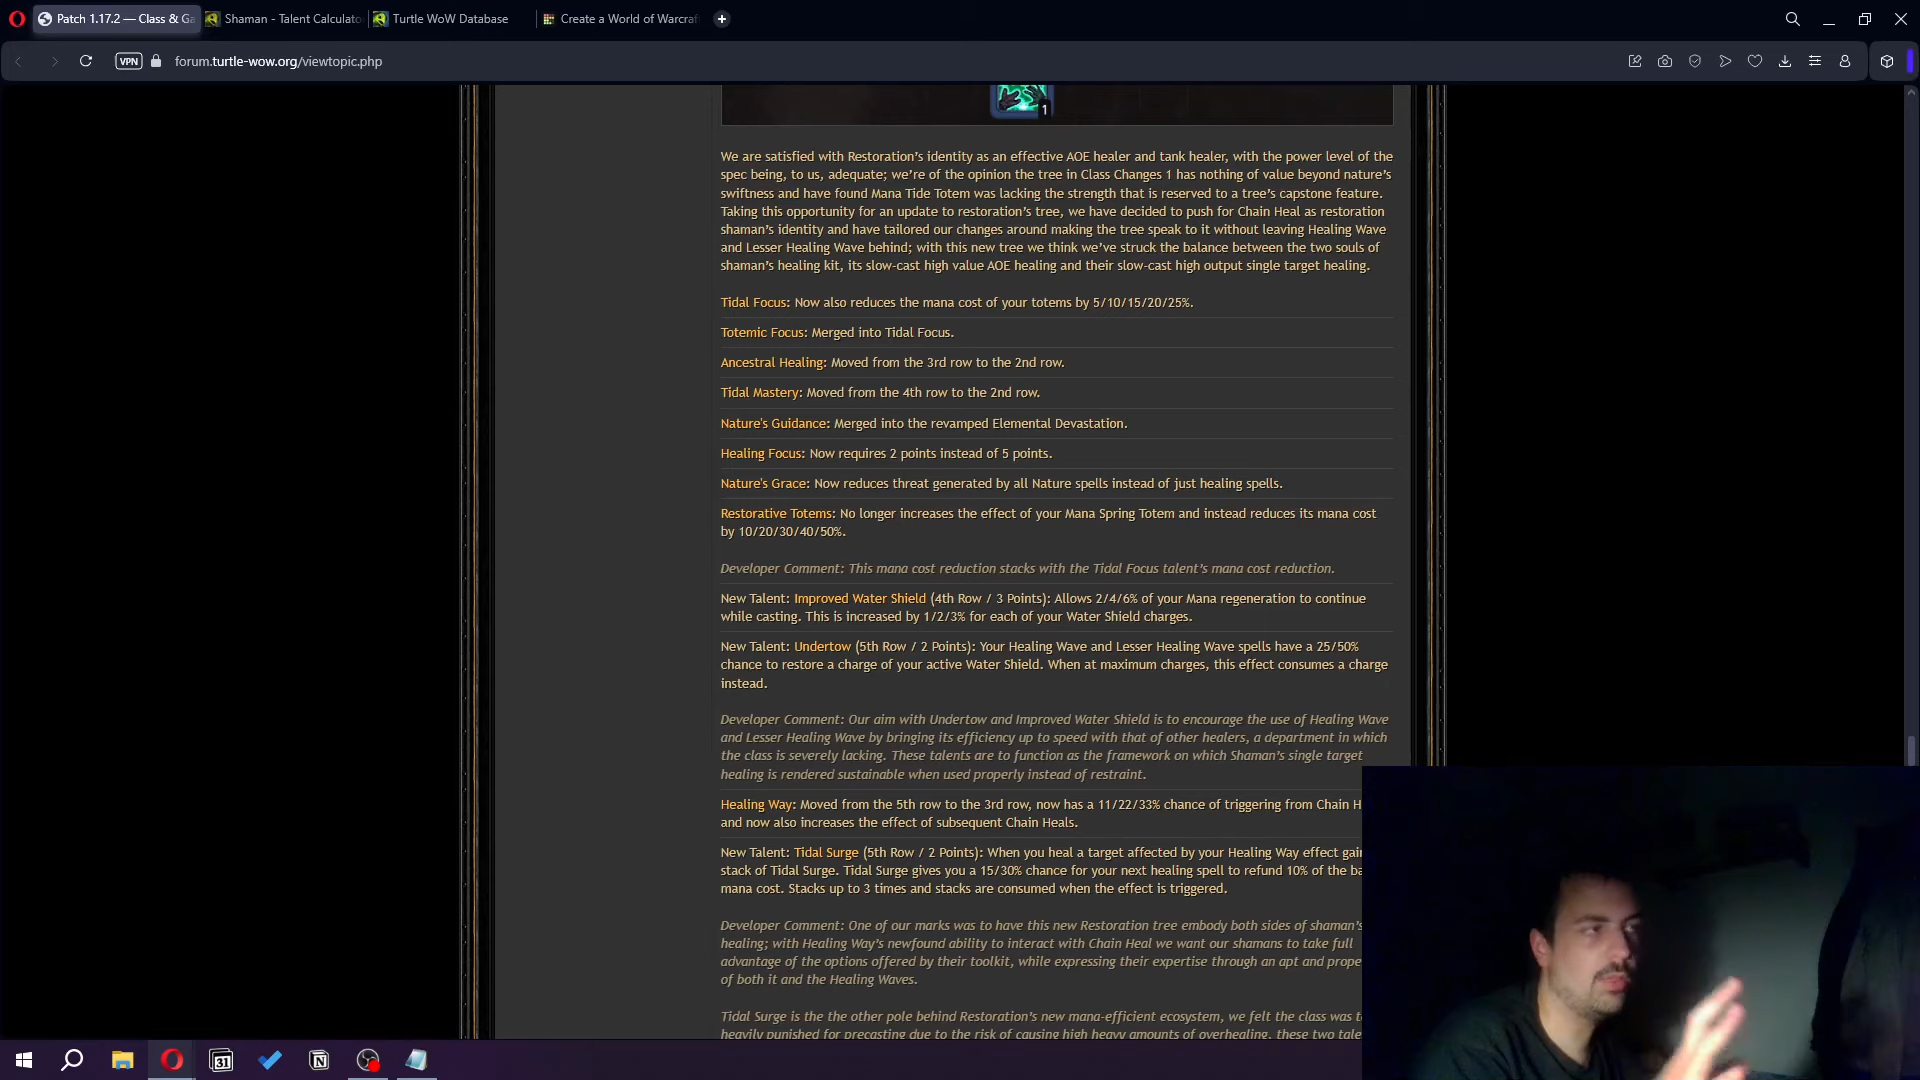 Patch 1.17.2 — Class & Ga
Shaman - Talent Calculato
Turtle WoW Database
Create a World of Warcraf
VPN
forum.turtle-wow.org/viewtopic.php
1
We are satisfied with Restoration’s identity as an effective AOE healer and tank healer, with the power level of the
spec being, to us, adequate; we’re of the opinion the tree in Class Changes 1 has nothing of value beyond nature’s
swiftness and have found Mana Tide Totem was lacking the strength that is reserved to a tree’s capstone feature.
Taking this opportunity for an update to restoration’s tree, we have decided to push for Chain Heal as restoration
shaman’s identity and have tailored our changes around making the tree speak to it without leaving Healing Wave
and Lesser Healing Wave behind; with this new tree we think we’ve struck the balance between the two souls of
shaman’s healing kit, its slow-cast high value AOE healing and their slow-cast high output single target healing.
Tidal Focus: Now also reduces the mana cost of your totems by 5/10/15/20/25%.
Totemic Focus: Merged into Tidal Focus.
Ancestral Healing: Moved from the 3rd row to the 2nd row.
Tidal Mastery: Moved from the 4th row to the 2nd row.
Nature's Guidance: Merged into the revamped Elemental Devastation.
Healing Focus: Now requires 2 points instead of 5 points.
Nature's Grace: Now reduces threat generated by all Nature spells instead of just healing spells.
Restorative Totems: No longer increases the effect of your Mana Spring Totem and instead reduces its mana cost
by 10/20/30/40/50%.
Developer Comment: This mana cost reduction stacks with the Tidal Focus talent’s mana cost reduction.
New Talent: Improved Water Shield (4th Row / 3 Points): Allows 2/4/6% of your Mana regeneration to continue
while casting. This is increased by 1/2/3% for each of your Water Shield charges.
New Talent: Undertow (5th Row / 2 Points): Your Healing Wave and Lesser Healing Wave spells have a 25/50%
chance to restore a charge of your active Water Shield. When at maximum charges, this effect consumes a charge
instead.
Developer Comment: Our aim with Undertow and Improved Water Shield is to encourage the use of Healing Wave
and Lesser Healing Wave by bringing its efficiency up to speed with that of other healers, a department in which
the class is severely lacking. These talents are to function as the framework on which Shaman’s single target
healing is rendered sustainable when used properly instead of restraint.
Healing Way: Moved from the 5th row to the 3rd row, now has a 11/22/33% chance of triggering from Chain H
and now also increases the effect of subsequent Chain Heals.
New Talent: Tidal Surge (5th Row / 2 Points): When you heal a target affected by your Healing Way effect gai
stack of Tidal Surge. Tidal Surge gives you a 15/30% chance for your next healing spell to refund 10% of the ba
mana cost. Stacks up to 3 times and stacks are consumed when the effect is triggered.
Developer Comment: One of our marks was to have this new Restoration tree embody both sides of shaman’s
healing; with Healing Way’s newfound ability to interact with Chain Heal we want our shamans to take full
advantage of the options offered by their toolkit, while expressing their expertise through an apt and prope
of both it and the Healing Waves.
Tidal Surge is the the other pole behind Restoration’s new mana-efficient ecosystem, we felt the class was t
heavily punished for precasting due to the risk of causing high heavy amounts of overhealing, these two tale
31